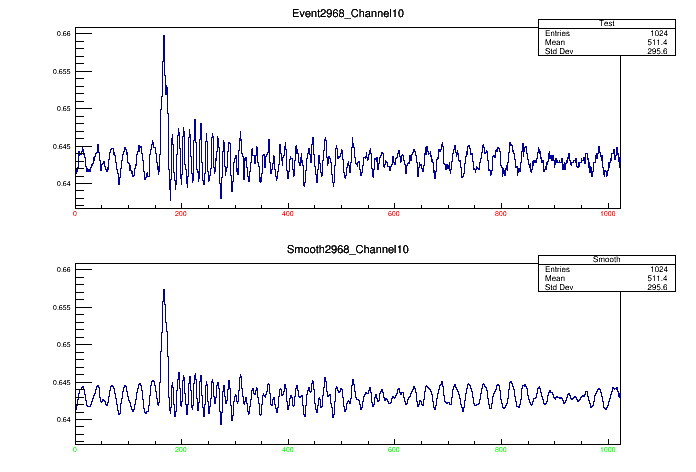 Event2968_Channel10
Test
Entries 1024
Mean 511.4
Std Dev 295.6
0.66
0.655
0.65
0.645
0.64
0 200 400 600 800 1000
Smooth2968_Channel10
Smooth
Entries 1024
Mean 511.4
Std Dev 295.6
0.66
0.655
0.65
0.645
0.64
0 200 400 600 800 1000